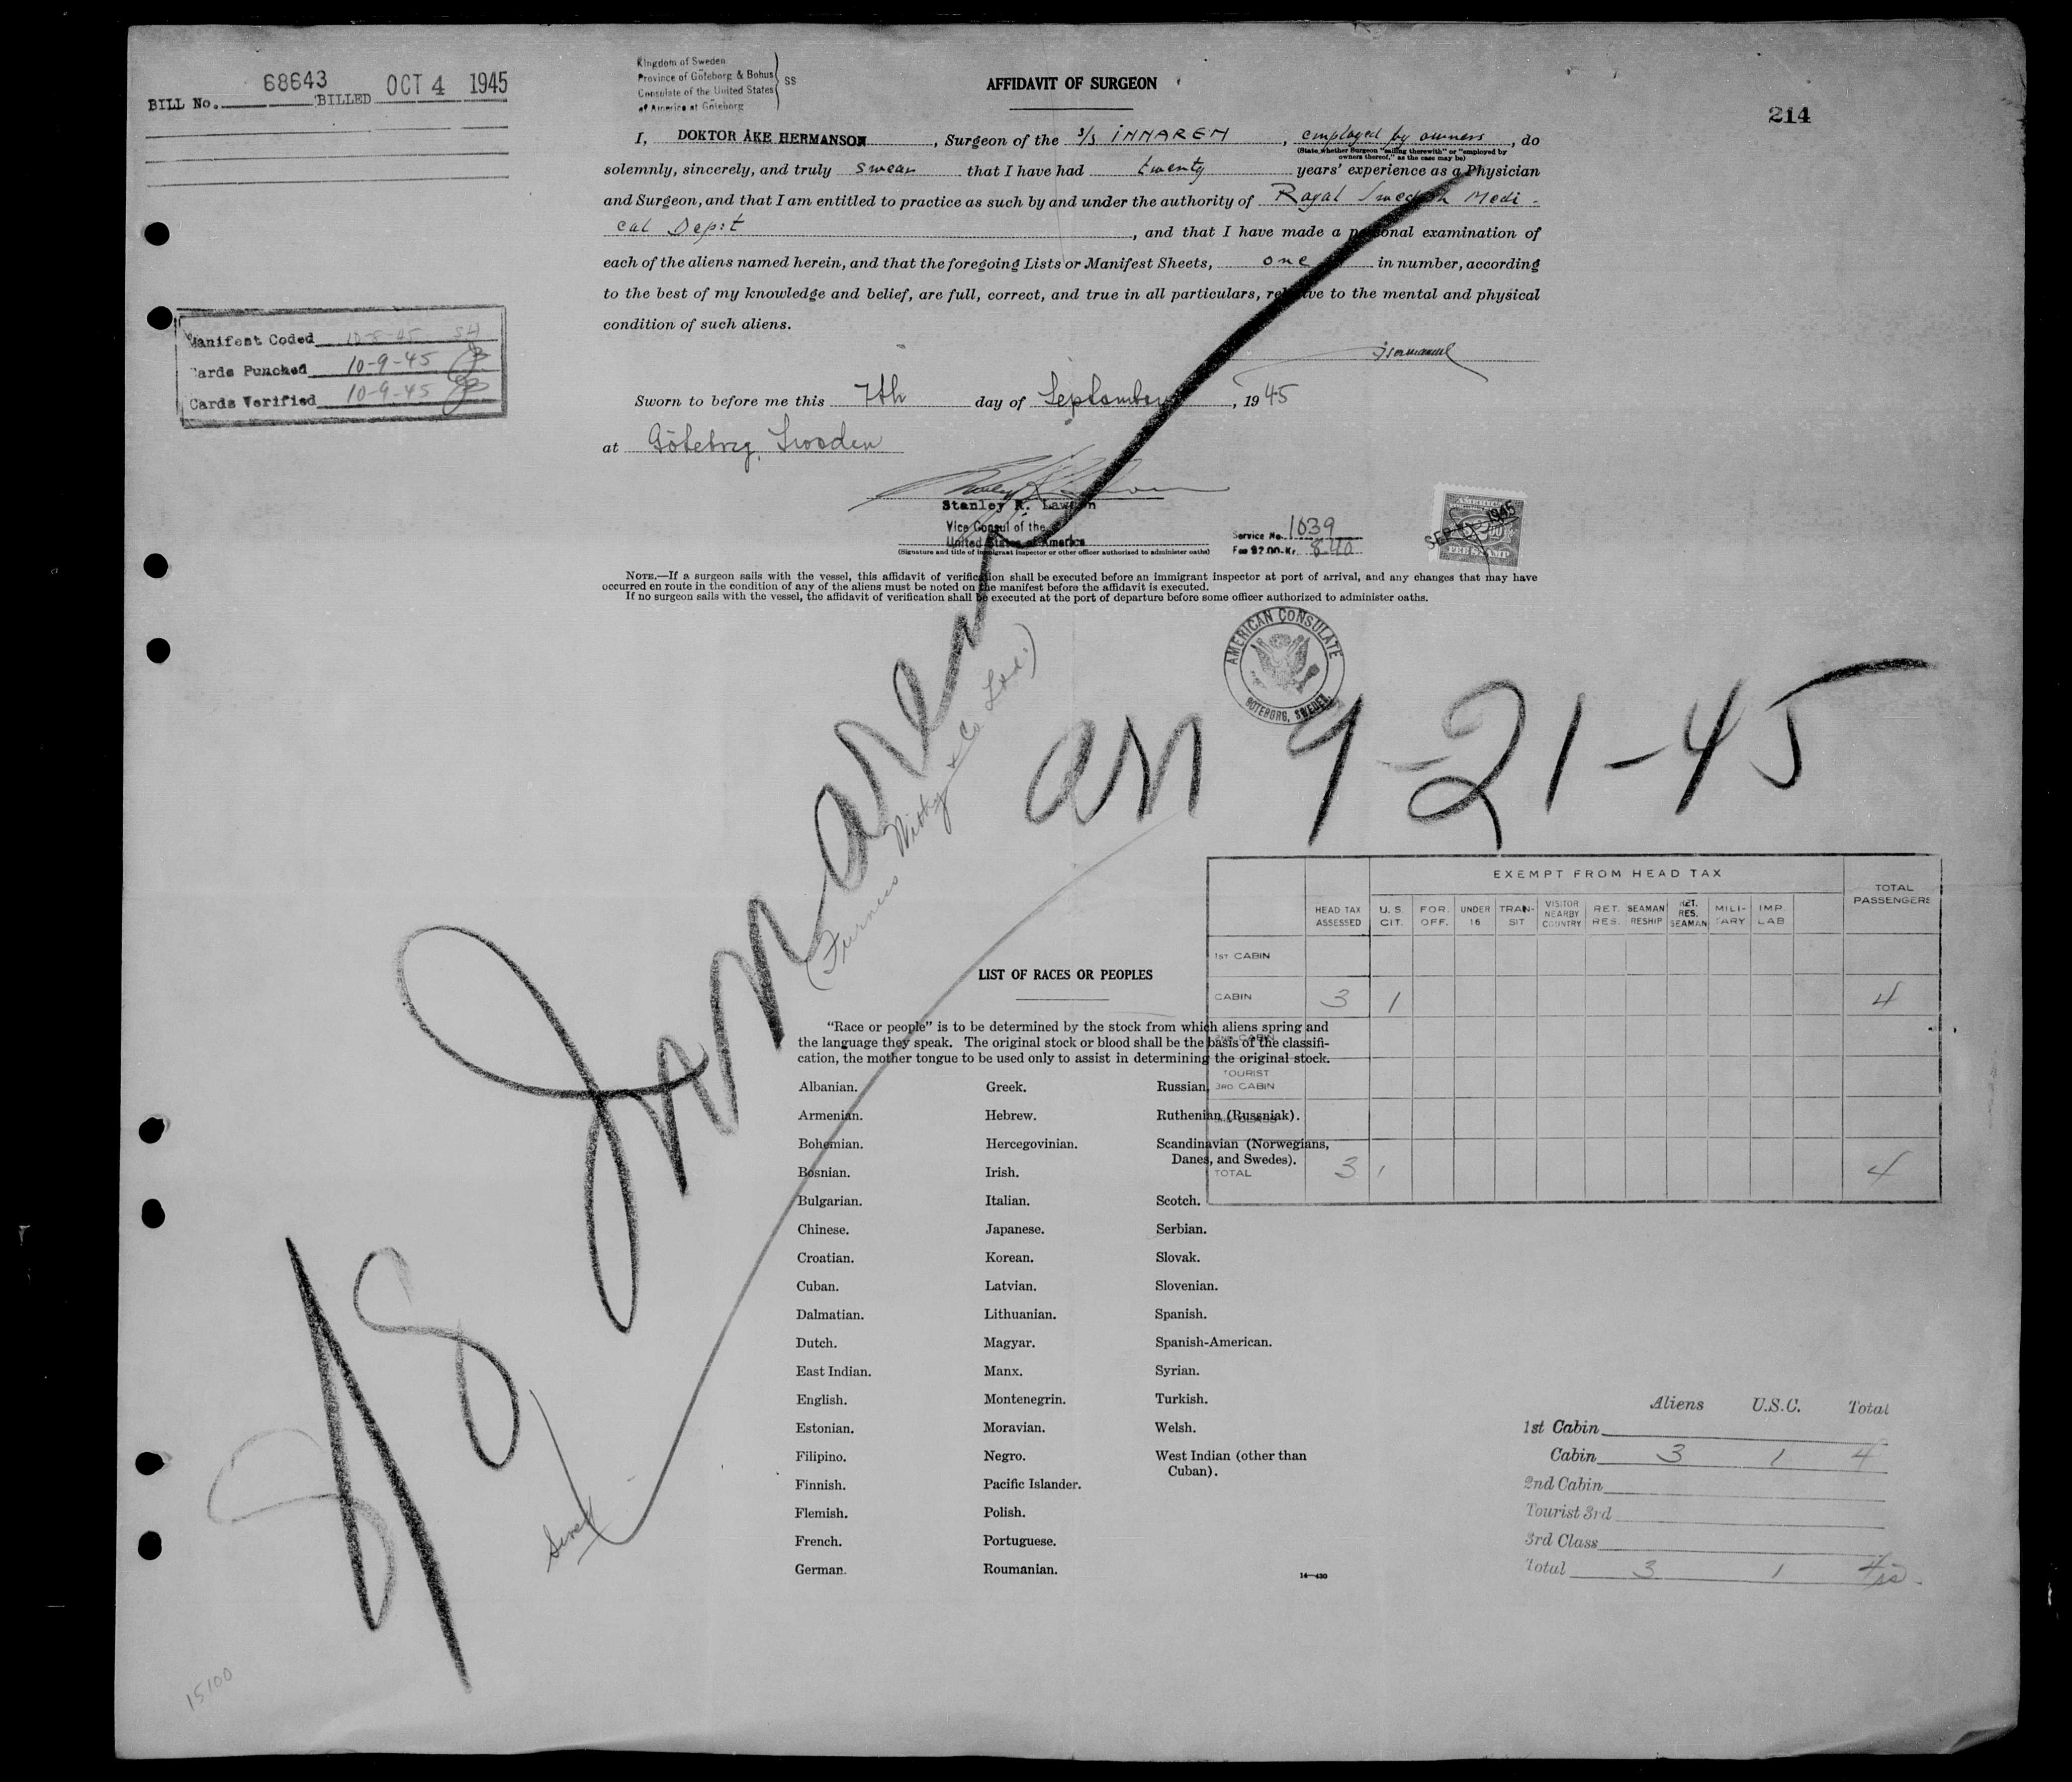 BILL No. 68643 BILLED OCT 4 1945
Kingdom of Sweden
Province of Göteborg & Bohus
Consulate of the United States
of America at Göteborg
SS
AFFIDAVIT OF SURGEON
214
I, DOKTOR ÅKE HERMANSON, Surgeon of the S/S INNAREN, employed by owners, do
(State whether Surgeon "sailing therewith" or "employed by
owners thereof," as the case may be)
solemnly, sincerely, and truly swear that I have had twenty years' experience as a Physician
and Surgeon, and that I am entitled to practice as such by and under the authority of Royal Swedish Medi-
cal Dep:t, and that I have made a personal examination of
each of the aliens named herein, and that the foregoing Lists or Manifest Sheets, one in number, according
to the best of my knowledge and belief, are full, correct, and true in all particulars, relative to the mental and physical
condition of such aliens.
Manifest Coded 10-8-45 SH
Cards Punched 10-9-45
Cards Verified 10-9-45
Sworn to before me this 7th day of September, 1945
at Göteborg, Sweden
Stanley R. Lawson
Vice Consul of the
United States of America
(Signature and title of immigrant inspector or other officer authorized to administer oaths)
Service No. 1039
Fee $2.00-Kr. 8.40
AMERICAN
SEP 1945
FEE STAMP
NOTE.—If a surgeon sails with the vessel, this affidavit of verification shall be executed before an immigrant inspector at port of arrival, and any changes that may have
occurred en route in the condition of any of the aliens must be noted on the manifest before the affidavit is executed.
If no surgeon sails with the vessel, the affidavit of verification shall be executed at the port of departure before some officer authorized to administer oaths.
AMERICAN CONSULATE
GOTEBORG, SWEDEN.
SS Innaren
(Furness Withy & Co Ltd.)
arr 9-21-45
EXEMPT FROM HEAD TAX
HEAD TAX ASSESSED U.S. CIT. FOR. OFF. UNDER 16 TRAN-SIT VISITOR NEARBY COUNTRY RET. RES. SEAMAN RESHIP RET. RES. SEAMAN MILI-TARY IMP. LAB TOTAL PASSENGERS
1ST CABIN
CABIN 3 1 4
2ND CABIN
TOURIST
3RD CABIN
3RD CLASS
TOTAL 3 1 4
LIST OF RACES OR PEOPLES
"Race or people" is to be determined by the stock from which aliens spring and
the language they speak. The original stock or blood shall be the basis of the classifi-
cation, the mother tongue to be used only to assist in determining the original stock.
Albanian.
Armenian.
Bohemian.
Bosnian.
Bulgarian.
Chinese.
Croatian.
Cuban.
Dalmatian.
Dutch.
East Indian.
English.
Estonian.
Filipino.
Finnish.
Flemish.
French.
German.
Greek.
Hebrew.
Hercegovinian.
Irish.
Italian.
Japanese.
Korean.
Latvian.
Lithuanian.
Magyar.
Manx.
Montenegrin.
Moravian.
Negro.
Pacific Islander.
Polish.
Portuguese.
Roumanian.
Russian.
Ruthenian (Russniak).
Scandinavian (Norwegians,
Danes, and Swedes).
Scotch.
Serbian.
Slovak.
Slovenian.
Spanish.
Spanish-American.
Syrian.
Turkish.
Welsh.
West Indian (other than
Cuban).
14—430
Aliens U.S.C. Total
1st Cabin
Cabin 3 1 4
2nd Cabin
Tourist 3rd
3rd Class
Total 3 1 4
15100